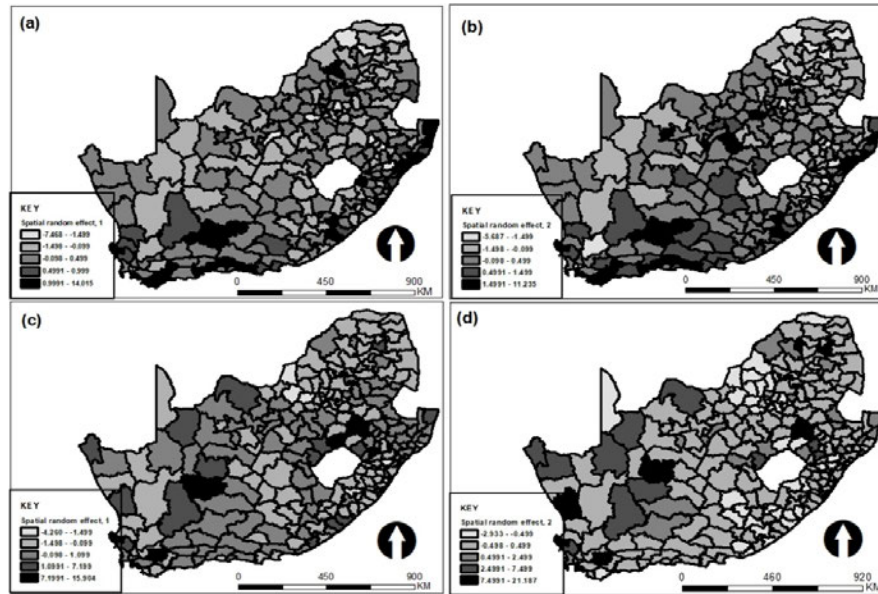 (a)
KEY
Spatial random effect, 1
-7.468 - -1.499
-1.498 - -0.099
-0.098 - 0.499
0.4991 - 0.999
0.9991 - 14.015
0 450 900
KM
(b)
KEY
Spatial random effect, 2
-5.687 - -1.499
-1.498 - -0.099
-0.098 - 0.499
0.4991 - 1.499
1.4991 - 11.235
0 450 900
KM
(c)
KEY
Spatial random effect, 1
-4.260 - -1.499
-1.498 - -0.099
-0.098 - 1.099
1.0991 - 7.199
7.1991 - 15.904
0 450 900
KM
(d)
KEY
Spatial random effect, 2
-2.933 - -0.499
-0.498 - 0.499
0.4991 - 2.499
2.4991 - 7.499
7.4991 - 21.187
0 460 920
KM